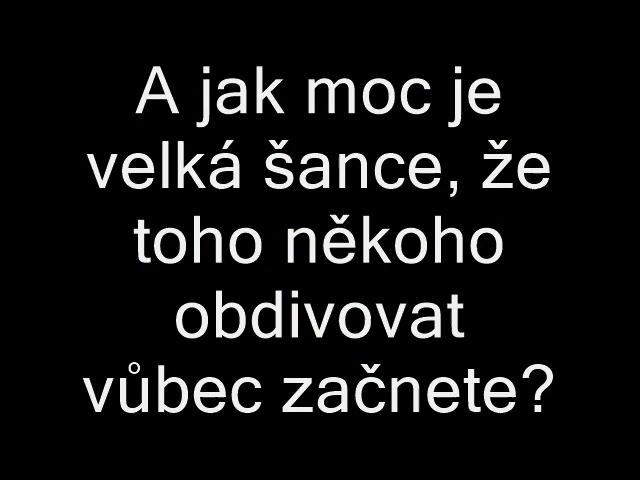 A jak moc je
velká šance, že
toho někoho
obdivovat
vůbec začnete?